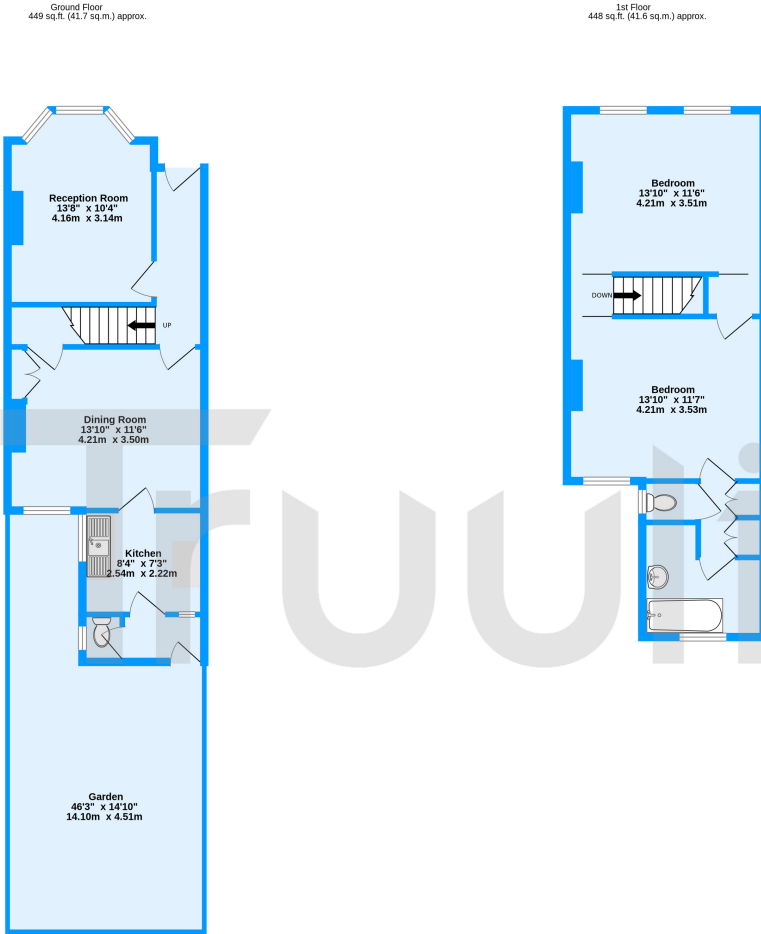 Ground Floor
449 sq.ft. (41.7 sq.m.) approx.
1st Floor
448 sq.ft. (41.6 sq.m.) approx.
Reception Room
13'8" x 10'4"
4.16m x 3.14m
UP
Dining Room
13'10" x 11'6"
4.21m x 3.50m
Kitchen
8'4" x 7'3"
2.54m x 2.22m
Garden
46'3" x 14'10"
14.10m x 4.51m
Bedroom
13'10" x 11'6"
4.21m x 3.51m
DOWN
Bedroom
13'10" x 11'7"
4.21m x 3.53m
Truuli